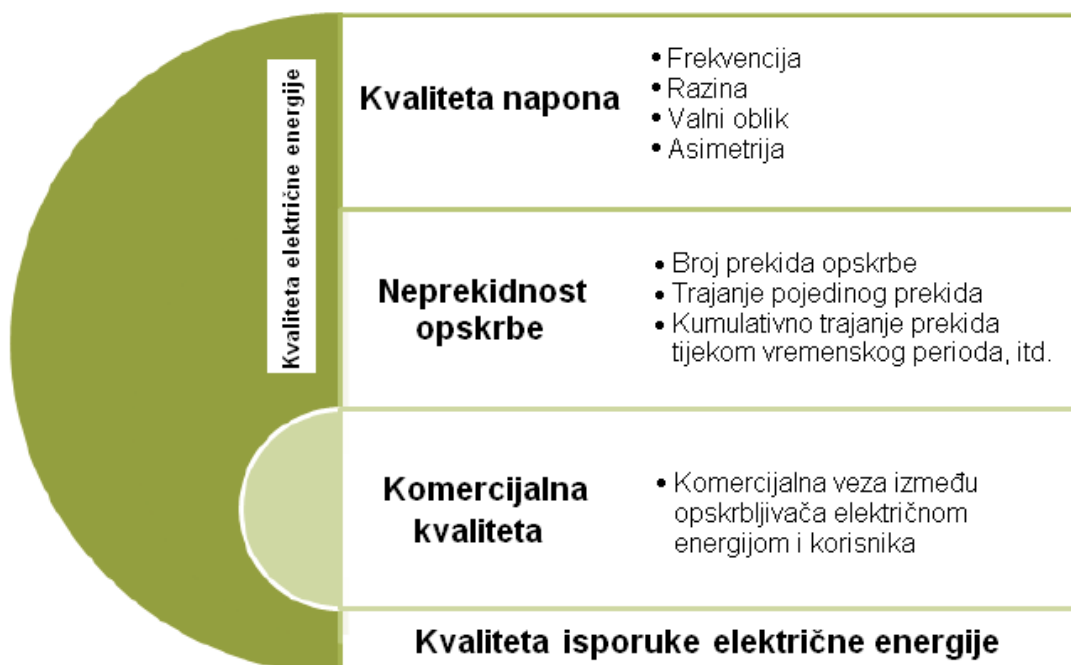 Kvaliteta električne energije
Kvaliteta napona
• Frekvencija
• Razina
• Valni oblik
• Asimetrija
Neprekidnost
opskrbe
• Broj prekida opskrbe
• Trajanje pojedinog prekida
• Kumulativno trajanje prekida
tijekom vremenskog perioda, itd.
Komercijalna
kvaliteta
• Komercijalna veza između
opskrbljivača električnom
energijom i korisnika
Kvaliteta isporuke električne energije